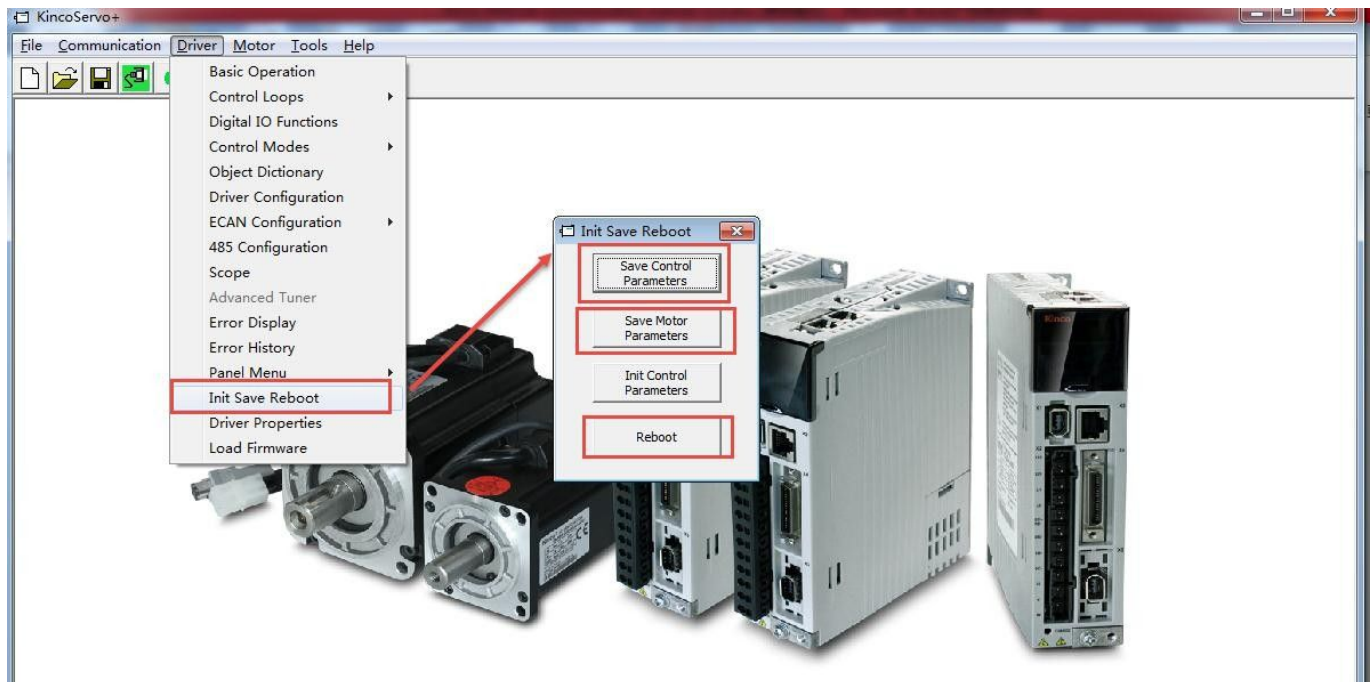 KincoServo+
File Communication Driver Motor Tools Help
Basic Operation
Control Loops
Digital IO Functions
Control Modes
Object Dictionary
Driver Configuration
ECAN Configuration
485 Configuration
Scope
Advanced Tuner
Error Display
Error History
Panel Menu
Init Save Reboot
Driver Properties
Load Firmware
Init Save Reboot
Save Control
Parameters
Save Motor
Parameters
Init Control
Parameters
Reboot
Kinco